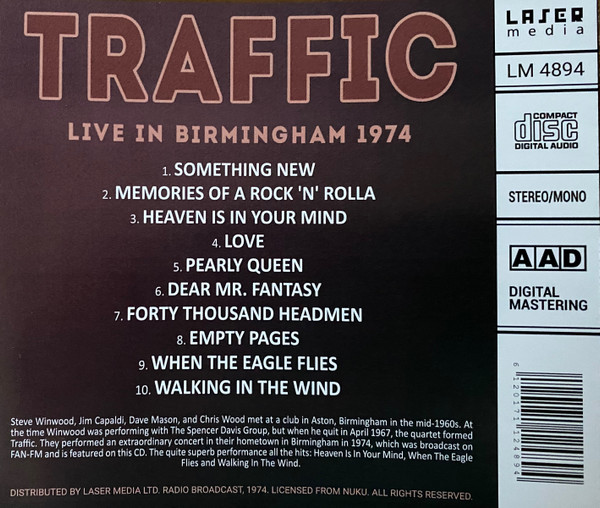 TRAFFIC
LIVE IN BIRMINGHAM 1974
1. SOMETHING NEW
2. MEMORIES OF A ROCK 'N' ROLLA
3. HEAVEN IS IN YOUR MIND
4. LOVE
5. PEARLY QUEEN
6. DEAR MR. FANTASY
7. FORTY THOUSAND HEADMEN
8. EMPTY PAGES
9. WHEN THE EAGLE FLIES
10. WALKING IN THE WIND
Steve Winwood, Jim Capaldi, Dave Mason, and Chris Wood met at a club in Aston, Birmingham in the mid-1960s. At
the time Winwood was performing with The Spencer Davis Group, but when he quit in April 1967, the quartet formed
Traffic. They performed an extraordinary concert in their hometown in Birmingham in 1974, which was broadcast on
FAN-FM and is featured on this CD. The quite superb performance all the hits: Heaven Is In Your Mind, When The Eagle
Flies and Walking In The Wind.
DISTRIBUTED BY LASER MEDIA LTD. RADIO BROADCAST, 1974. LICENSED FROM NUKU. ALL RIGHTS RESERVED.
LASER
media
LM 4894
COMPACT
disc
DIGITAL AUDIO
STEREO/MONO
AAD
DIGITAL
MASTERING
6 120171 124894